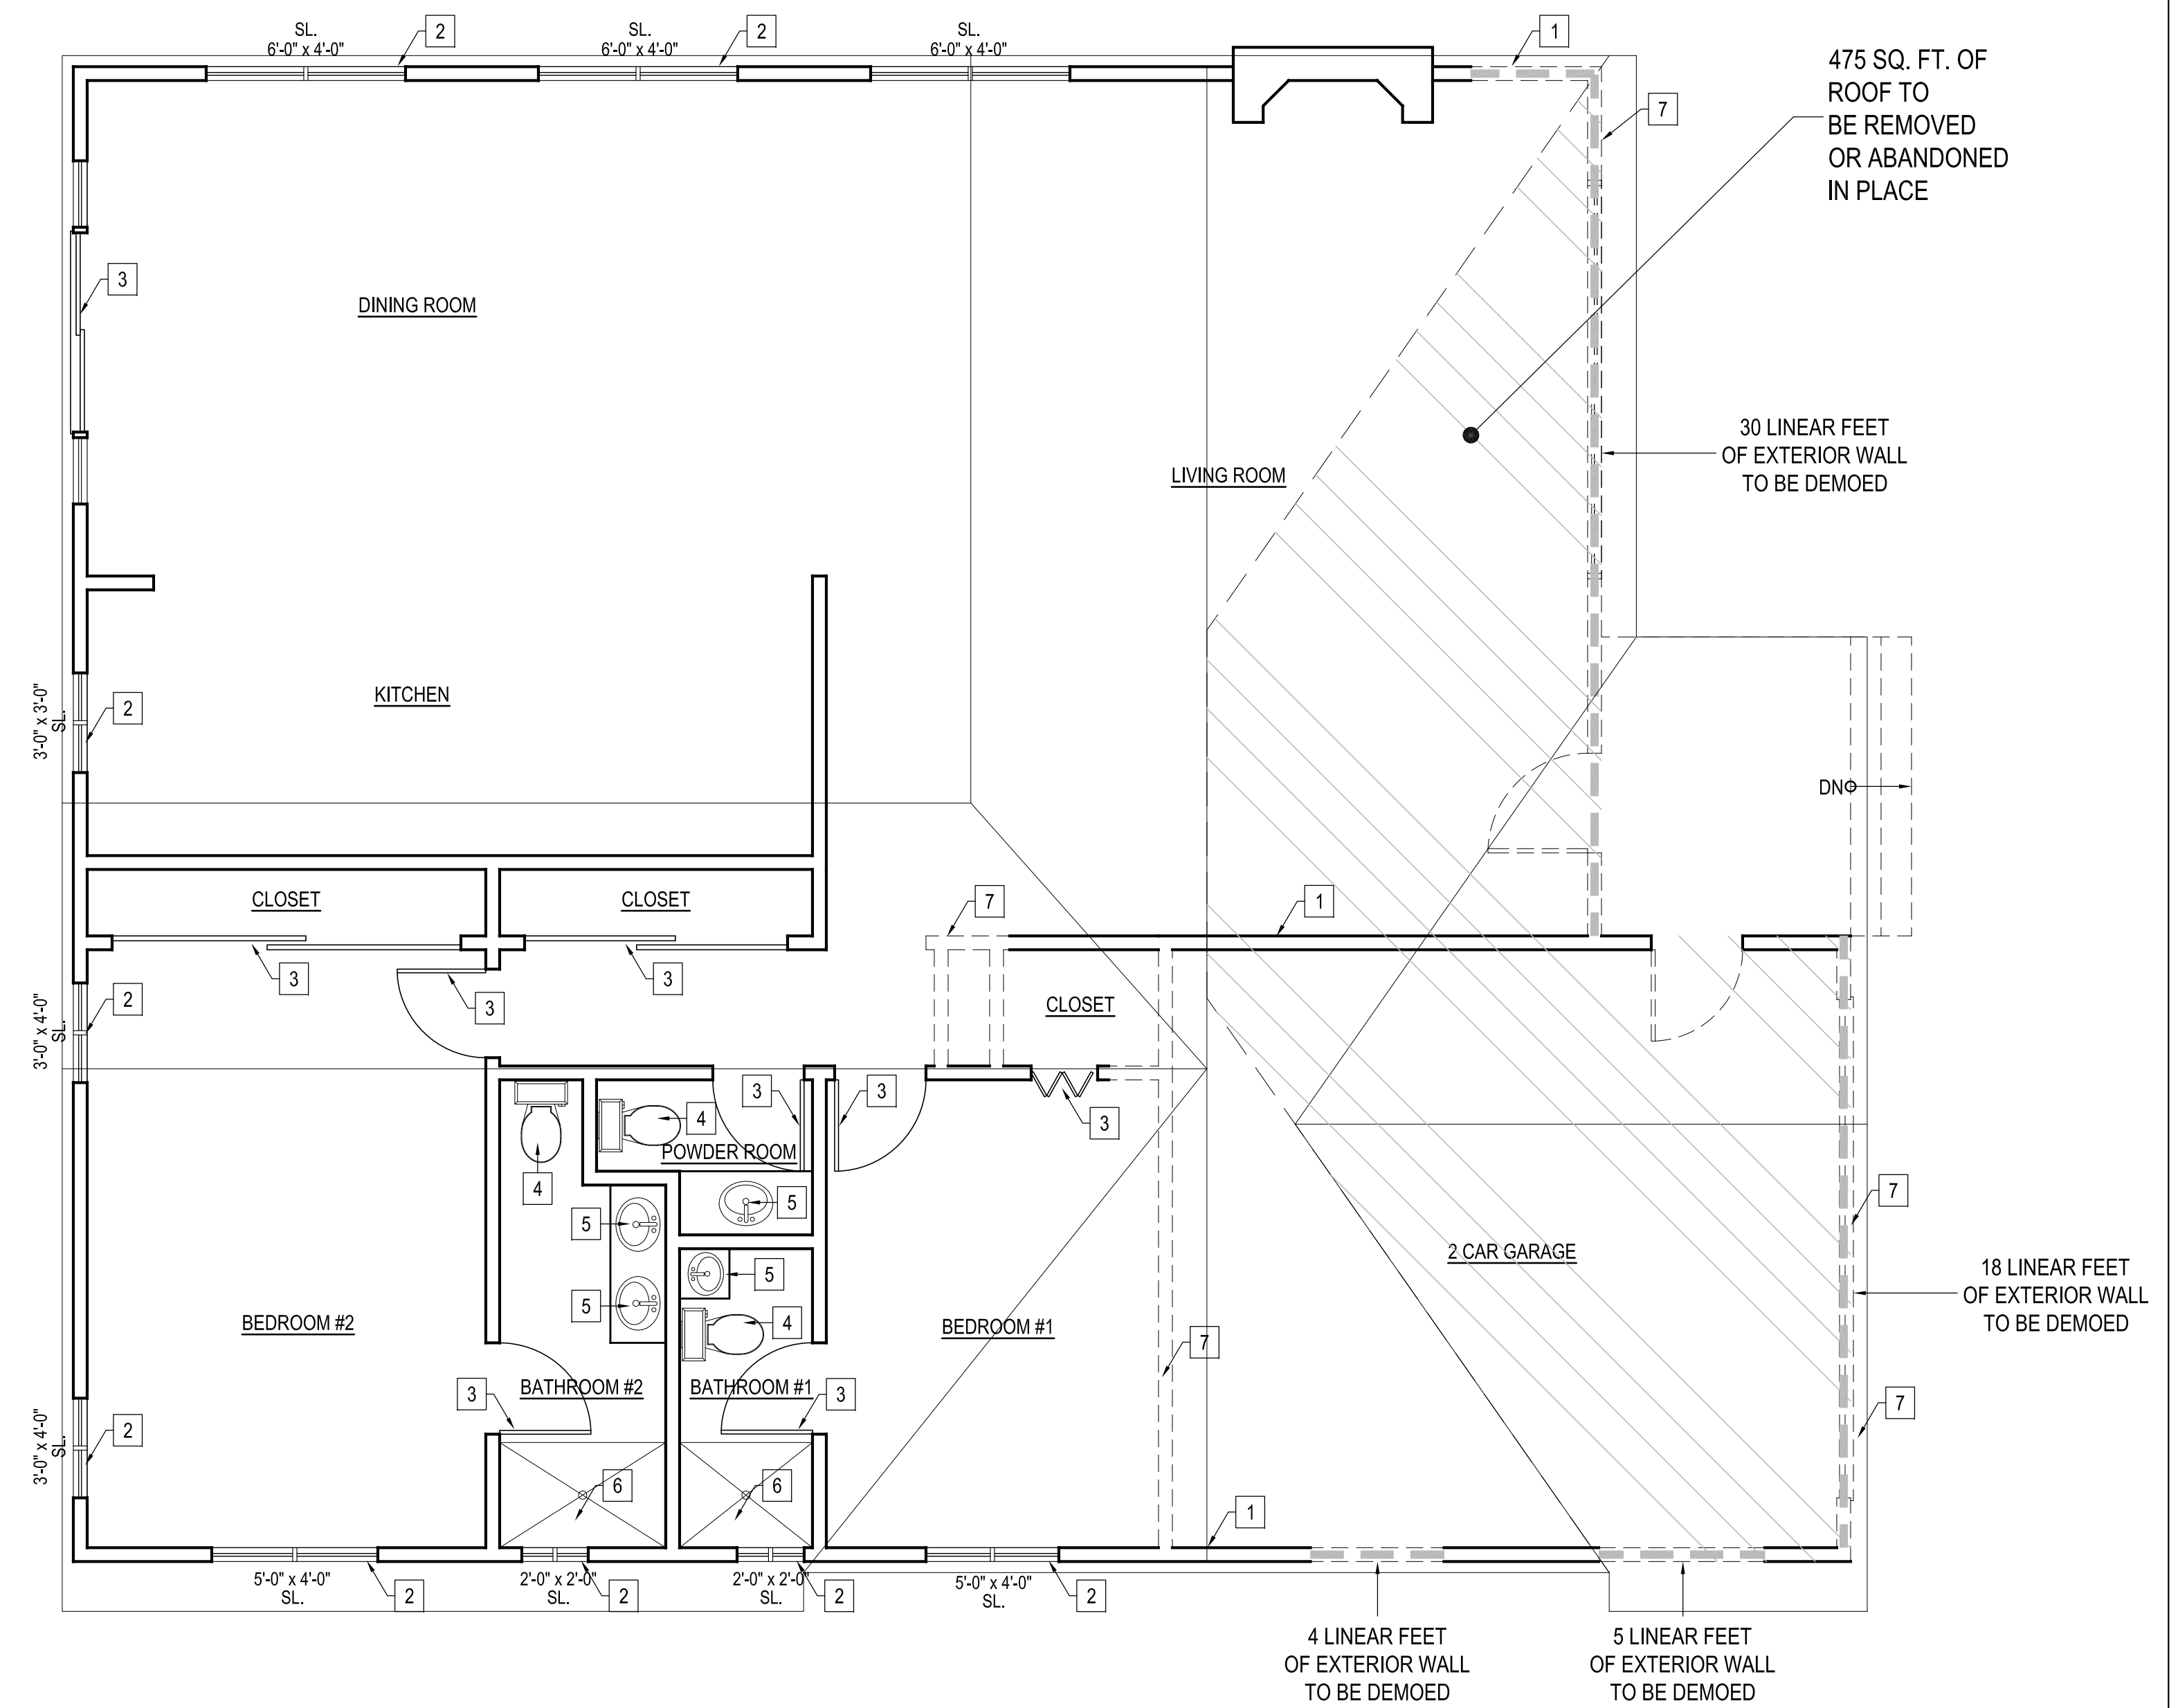 SL.
6'-0" x 4'-0"
2
SL.
6'-0" x 4'-0"
2
SL.
6'-0" x 4'-0"
1
475 SQ. FT. OF
ROOF TO
BE REMOVED
OR ABANDONED
IN PLACE
7
3
DINING ROOM
LIVING ROOM
30 LINEAR FEET
OF EXTERIOR WALL
TO BE DEMOED
3'-0" x 3'-0"
SL.
2
KITCHEN
DN
CLOSET
CLOSET
7
1
3
3
3
3'-0" x 4'-0"
SL.
2
CLOSET
3
3
3
4
POWDER ROOM
4
5
5
5
5
4
7
2 CAR GARAGE
18 LINEAR FEET
OF EXTERIOR WALL
TO BE DEMOED
BEDROOM #2
BEDROOM #1
7
3
BATHROOM #2
BATHROOM #1
3
7
3'-0" x 4'-0"
SL.
2
6
6
1
5'-0" x 4'-0"
SL.
2
2'-0" x 2'-0"
SL.
2
2'-0" x 2'-0"
SL.
2
5'-0" x 4'-0"
SL.
2
4 LINEAR FEET
OF EXTERIOR WALL
TO BE DEMOED
5 LINEAR FEET
OF EXTERIOR WALL
TO BE DEMOED